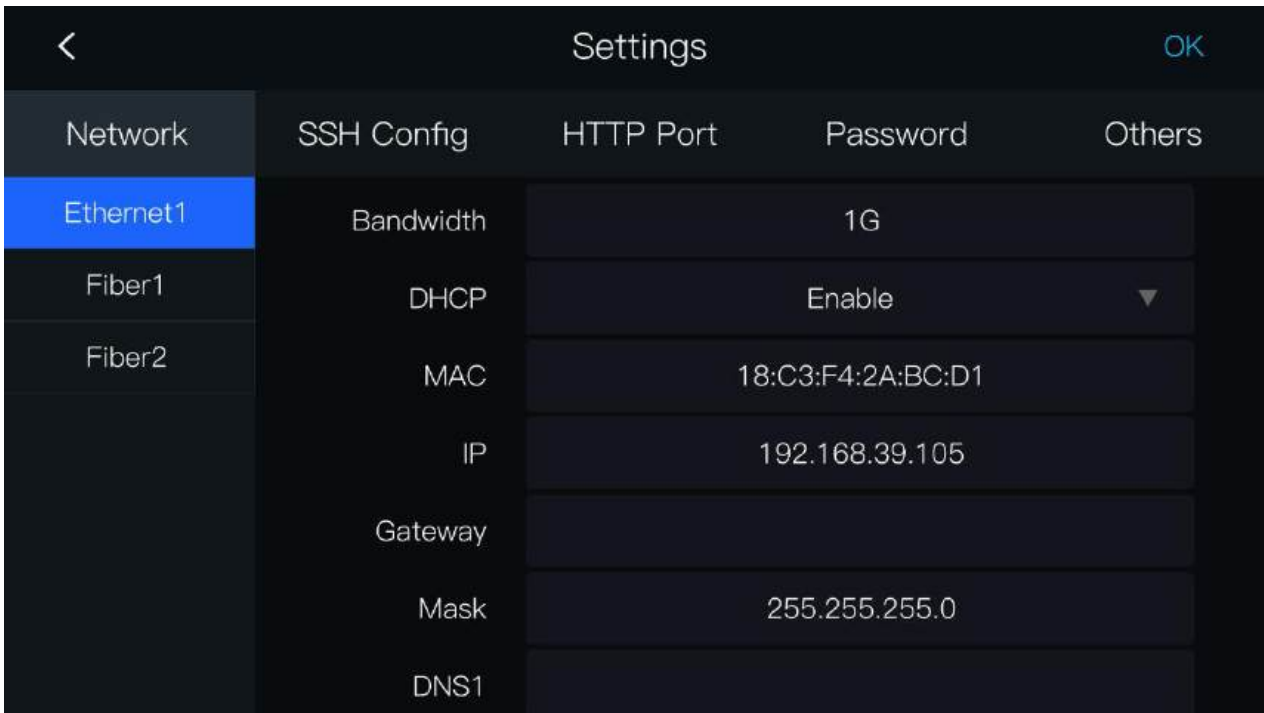 Settings OK
Network SSH Config HTTP Port Password Others
Ethernet1 Bandwidth 1G
Fiber1 DHCP Enable
Fiber2 MAC 18:C3:F4:2A:BC:D1
IP 192.168.39.105
Gateway
Mask 255.255.255.0
DNS1